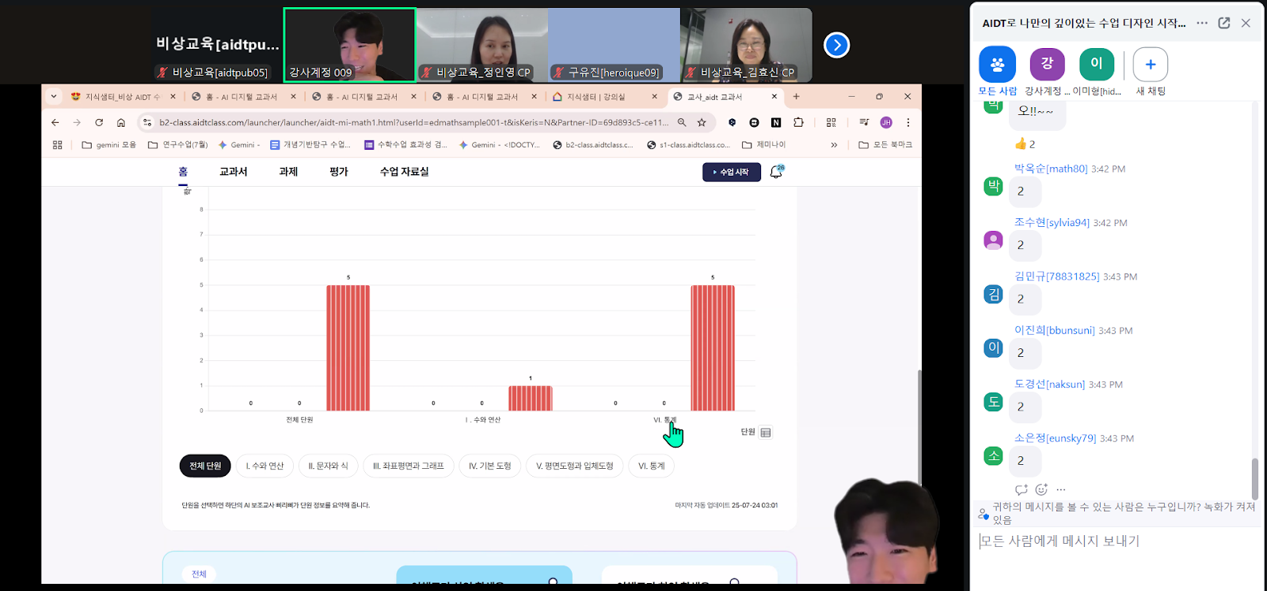 비상교육[aidtpu...
비상교육[aidtpub05]
강사계정 009
비상교육_정인영 CP
구유진[heroique09]
비상교육_김효신 CP
지식샘터_비상 AIDT 수
홈 - AI 디지털 교과서
홈 - AI 디지털 교과서
홈 - AI 디지털 교과서
지식샘터 | 강의실
교사_aidt 교과서
b2-class.aidtclass.com/launcher/launcher/aidt-mi-math1.html?userId=edmathsample001-t&isKeris=N&Partner-ID=69d893c5-ce11...
gemini 모음
연구수업(7월)
Gemini -
개념기반탐구 수업...
수학수업 효과성 검...
Gemini - <!DOCTY...
b2-class.aidtclass.c...
s1-class.aidtclass.co...
제미나이
»
모든 북마크
홈
교과서
과제
평가
수업 자료실
수업 시작
8
7
6
5
4
3
2
1
0
0
0
5
0
0
1
0
0
5
전체 단원
I . 수와 연산
VI. 통계
단원
전체 단원
I. 수와 연산
II. 문자와 식
III. 좌표평면과 그래프
IV. 기본 도형
V. 평면도형과 입체도형
VI. 통계
단원을 선택하면 하단의 AI 보조교사 삐리삐가 단원 정보를 요약해 줍니다.
마지막 자동 업데이트 25-07-24 03:01
전체
AIDT로 나만의 깊이있는 수업 디자인 시작...
강
이
모든 사람
강사계정 ...
이미형[hid...
새 채팅
박
오!!~~
2
박옥순[math80] 3:42 PM
박
2
조수현[sylvia94] 3:42 PM
2
김민규[78831825] 3:43 PM
김
2
이진희[bbunsuni] 3:43 PM
이
2
도경선[naksun] 3:43 PM
도
2
소은정[eunsky79] 3:43 PM
소
2
귀하의 메시지를 볼 수 있는 사람은 누구입니까? 녹화가 켜져
있음
모든 사람에게 메시지 보내기